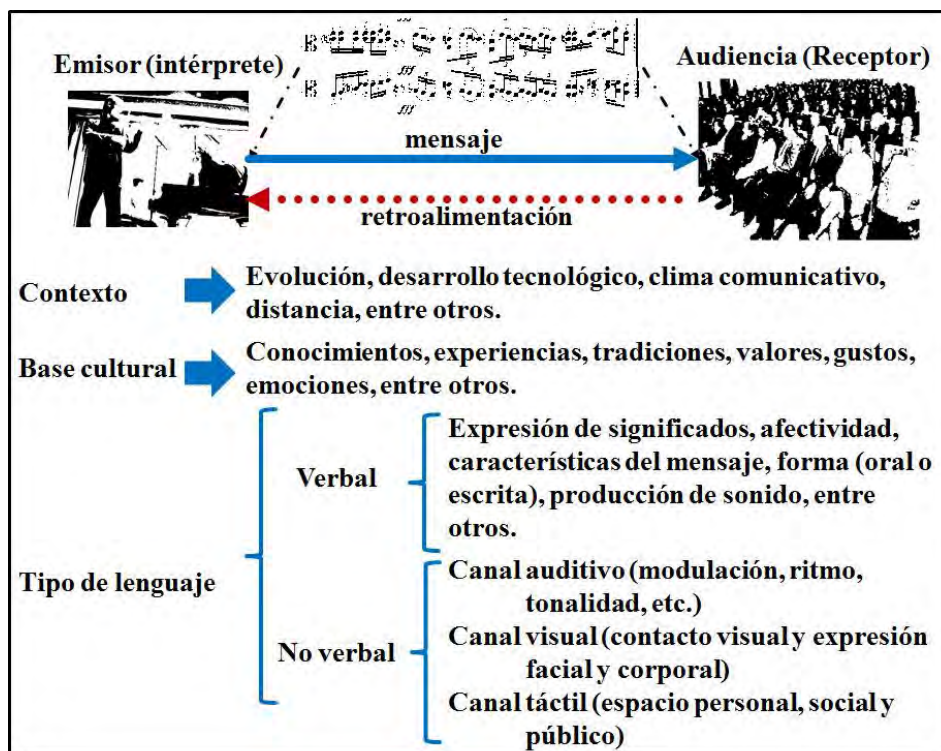 Emisor (intérprete)
fff
fff
Audiencia (Receptor)
mensaje
retroalimentación
Contexto
Evolución, desarrollo tecnológico, clima comunicativo,
distancia, entre otros.
Base cultural
Conocimientos, experiencias, tradiciones, valores, gustos,
emociones, entre otros.
Tipo de lenguaje
Verbal
Expresión de significados, afectividad,
características del mensaje, forma (oral o
escrita), producción de sonido, entre
otros.
No verbal
Canal auditivo (modulación, ritmo,
tonalidad, etc.)
Canal visual (contacto visual y expresión
facial y corporal)
Canal táctil (espacio personal, social y
público)